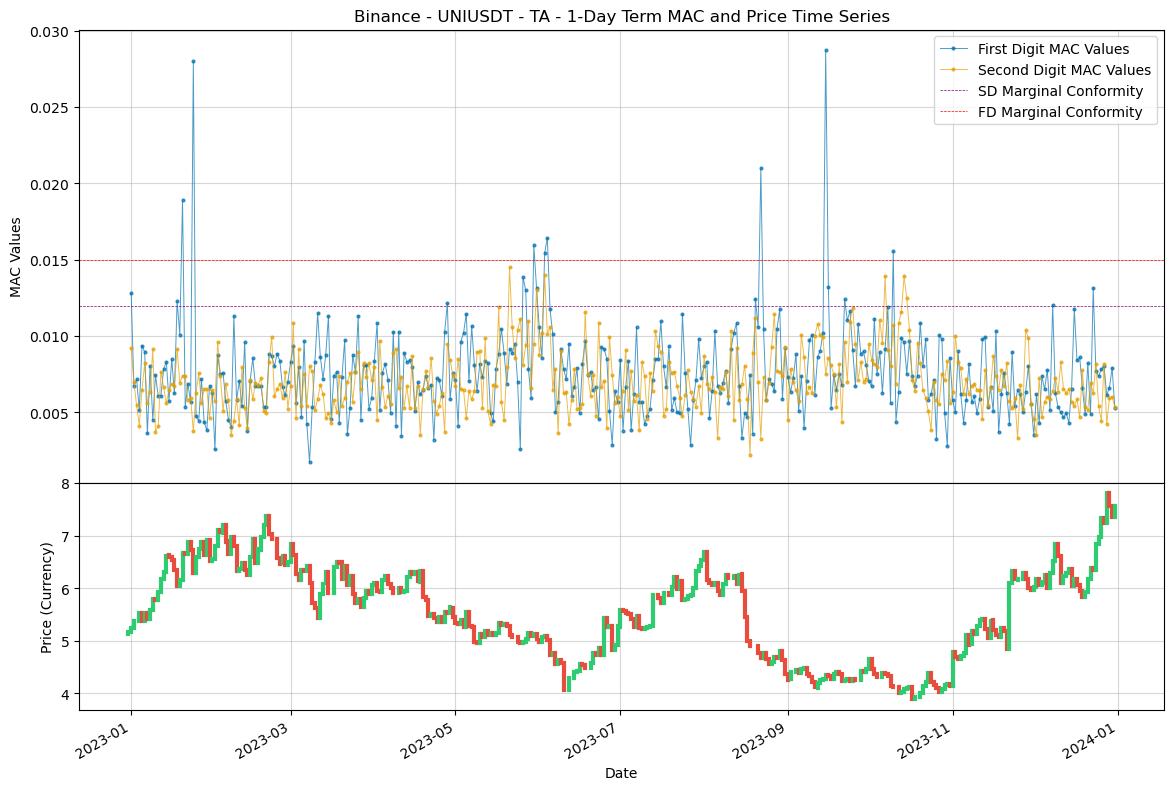 Binance - UNIUSDT - TA - 1-Day Term MAC and Price Time Series
First Digit MAC Values
Second Digit MAC Values
SD Marginal Conformity
FD Marginal Conformity
MAC Values
0.030
0.025
0.020
0.015
0.010
0.005
Price (Currency)
8
7
6
5
4
2023-01
2023-03
2023-05
2023-07
2023-09
2023-11
2024-01
Date